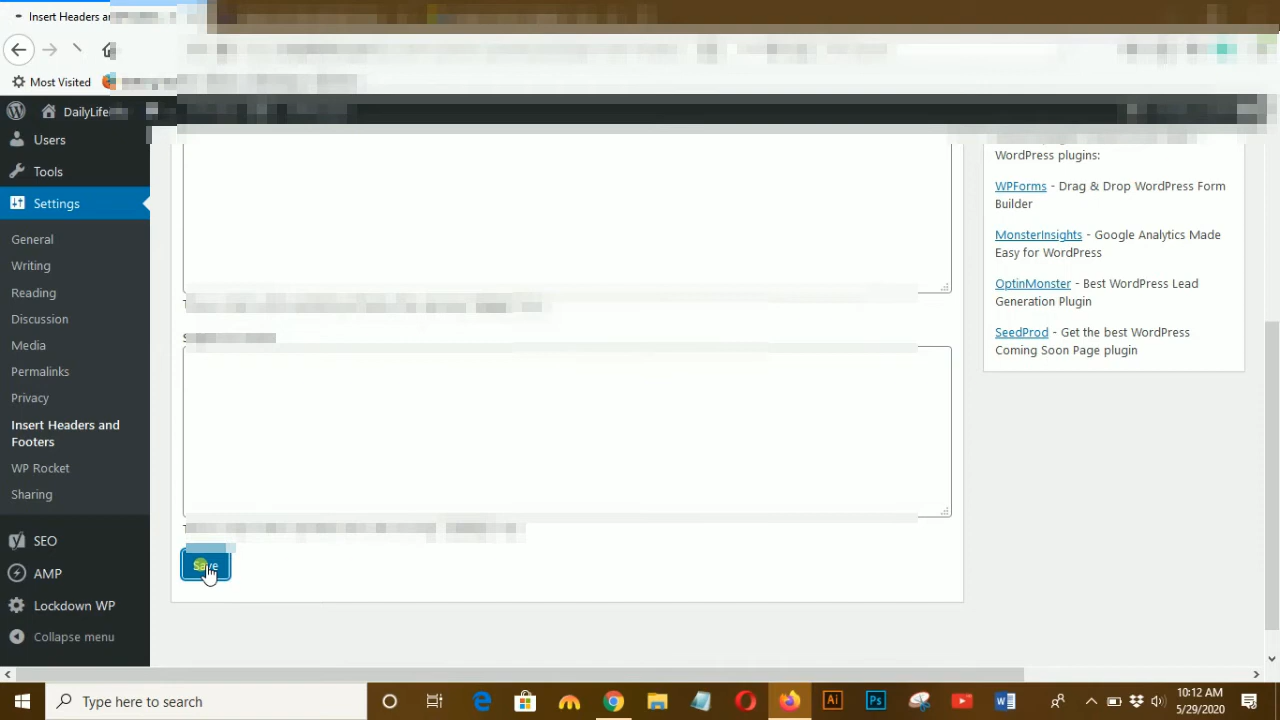 Insert Headers
Most Visited
DailyLife
Users
Tools
Settings
General
Writing
Reading
Discussion
Media
Permalinks
Privacy
Insert Headers and
Footers
WP Rocket
Sharing
SEO
AMP
Lockdown WP
Collapse menu
Save
WordPress plugins:
WPForms - Drag & Drop WordPress Form
Builder
MonsterInsights - Google Analytics Made
Easy for WordPress
OptinMonster - Best WordPress Lead
Generation Plugin
SeedProd - Get the best WordPress
Coming Soon Page plugin
Type here to search
10:12 AM
5/29/2020